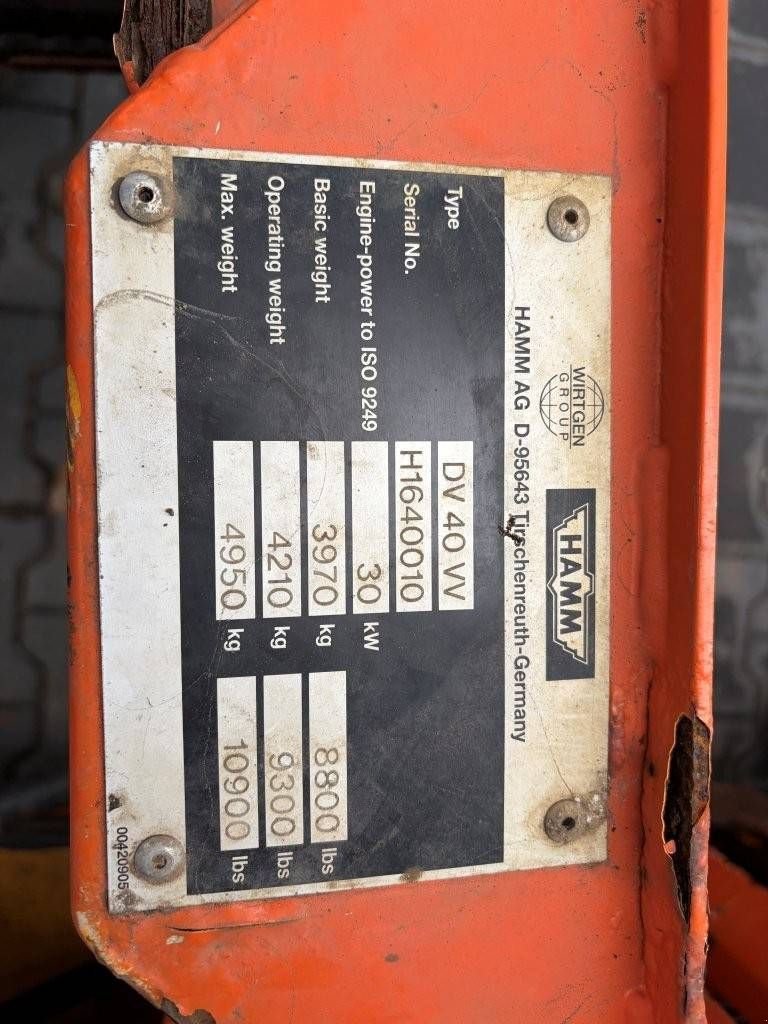 WIRTGEN
GROUP
HAMM
HAMM AG D-95643 Tirschenreuth-Germany
Type DV 40 VV
Serial No. H1640010
Engine-power to ISO 9249 30 kW
Basic weight 3970 kg 8800 lbs
Operating weight 4210 kg 9300 lbs
Max. weight 4950 kg 10900 lbs
00420905